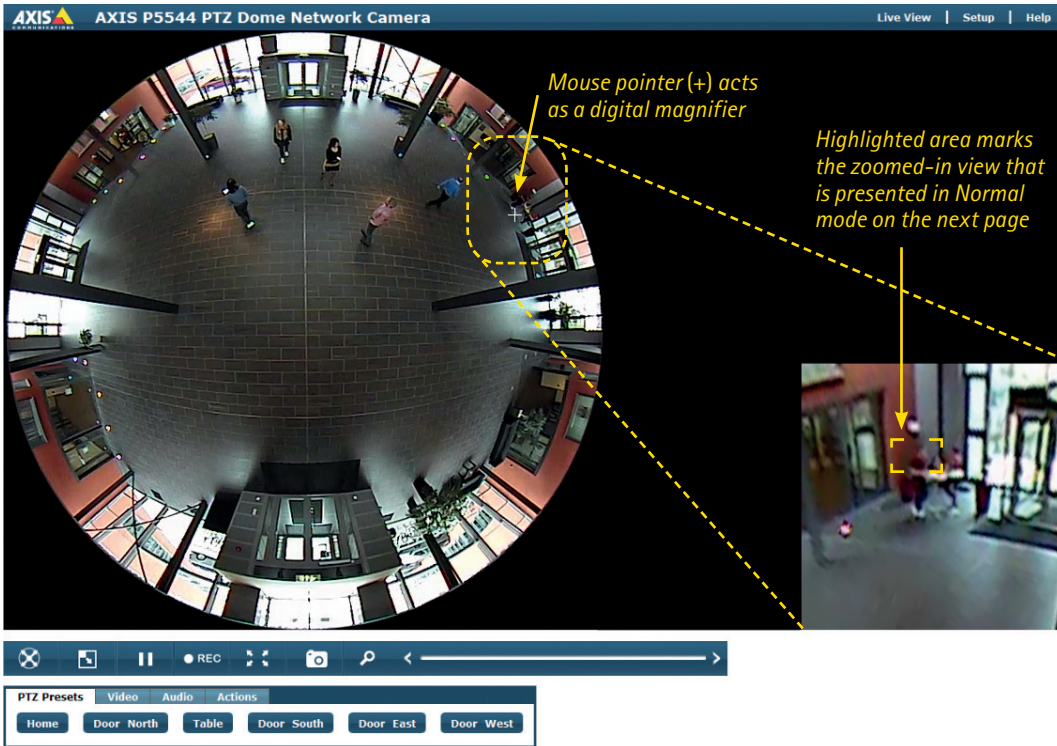 AXIS
COMMUNICATIONS
AXIS P5544 PTZ Dome Network Camera
Live View | Setup | Help
Mouse pointer (+) acts
as a digital magnifier
Highlighted area marks
the zoomed-in view that
is presented in Normal
mode on the next page
REC
PTZ Presets Video Audio Actions
Home Door North Table Door South Door East Door West